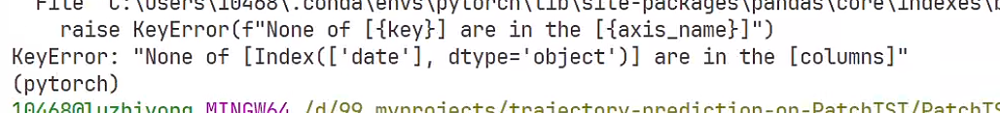 File "C:\Users\10468\.conda\envs\pytorch\lib\site-packages\pandas\core\indexes\b
raise KeyError(f"None of [{key}] are in the [{axis_name}]")
KeyError: "None of [Index(['date'], dtype='object')] are in the [columns]"
(pytorch)
10468@luzhiyong MINGW64 /d/99_myprojects/trajectory-prediction-on-PatchTST/PatchTS